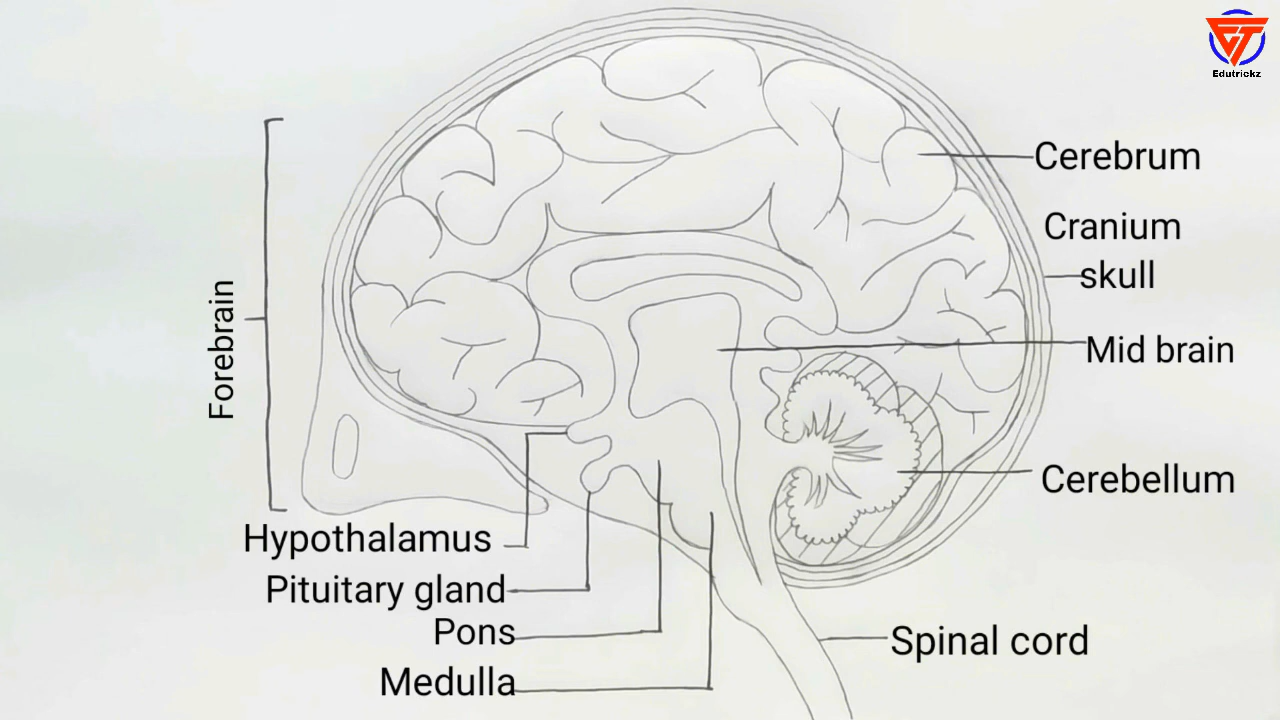 Edutrickz
Cerebrum
Cranium
skull
Mid brain
Cerebellum
Spinal cord
Forebrain
Hypothalamus
Pituitary gland
Pons
Medulla